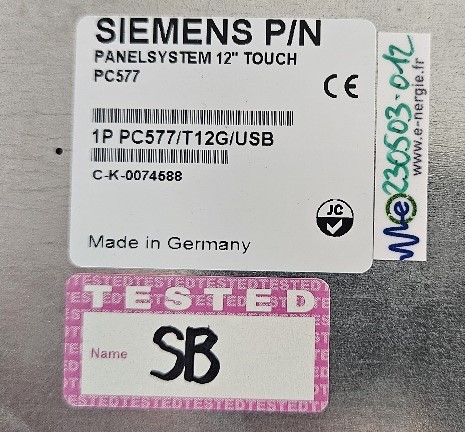 SIEMENS P/N
PANELSYSTEM 12" TOUCH
PC577
CE
1P PC577/T12G/USB
C-K-0074588
JC
Made in Germany
230503-012
www.e-nergie.fr
TESTED
Name SB